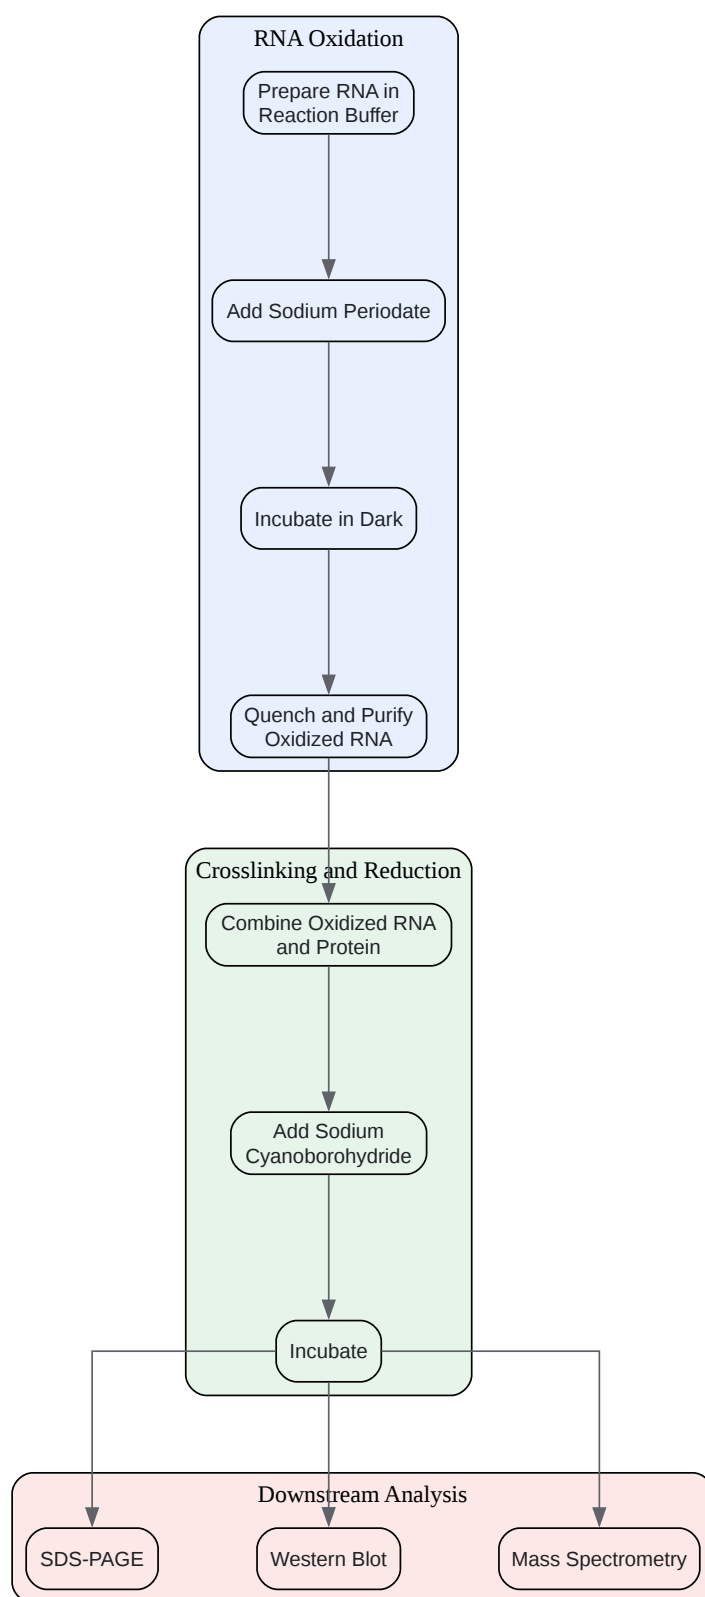 RNA Oxidation
Prepare RNA in
Reaction Buffer
Add Sodium Periodate
Incubate in Dark
Quench and Purify
Oxidized RNA
Crosslinking and Reduction
Combine Oxidized RNA
and Protein
Add Sodium
Cyanoborohydride
Incubate
Downstream Analysis
SDS-PAGE
Western Blot
Mass Spectrometry